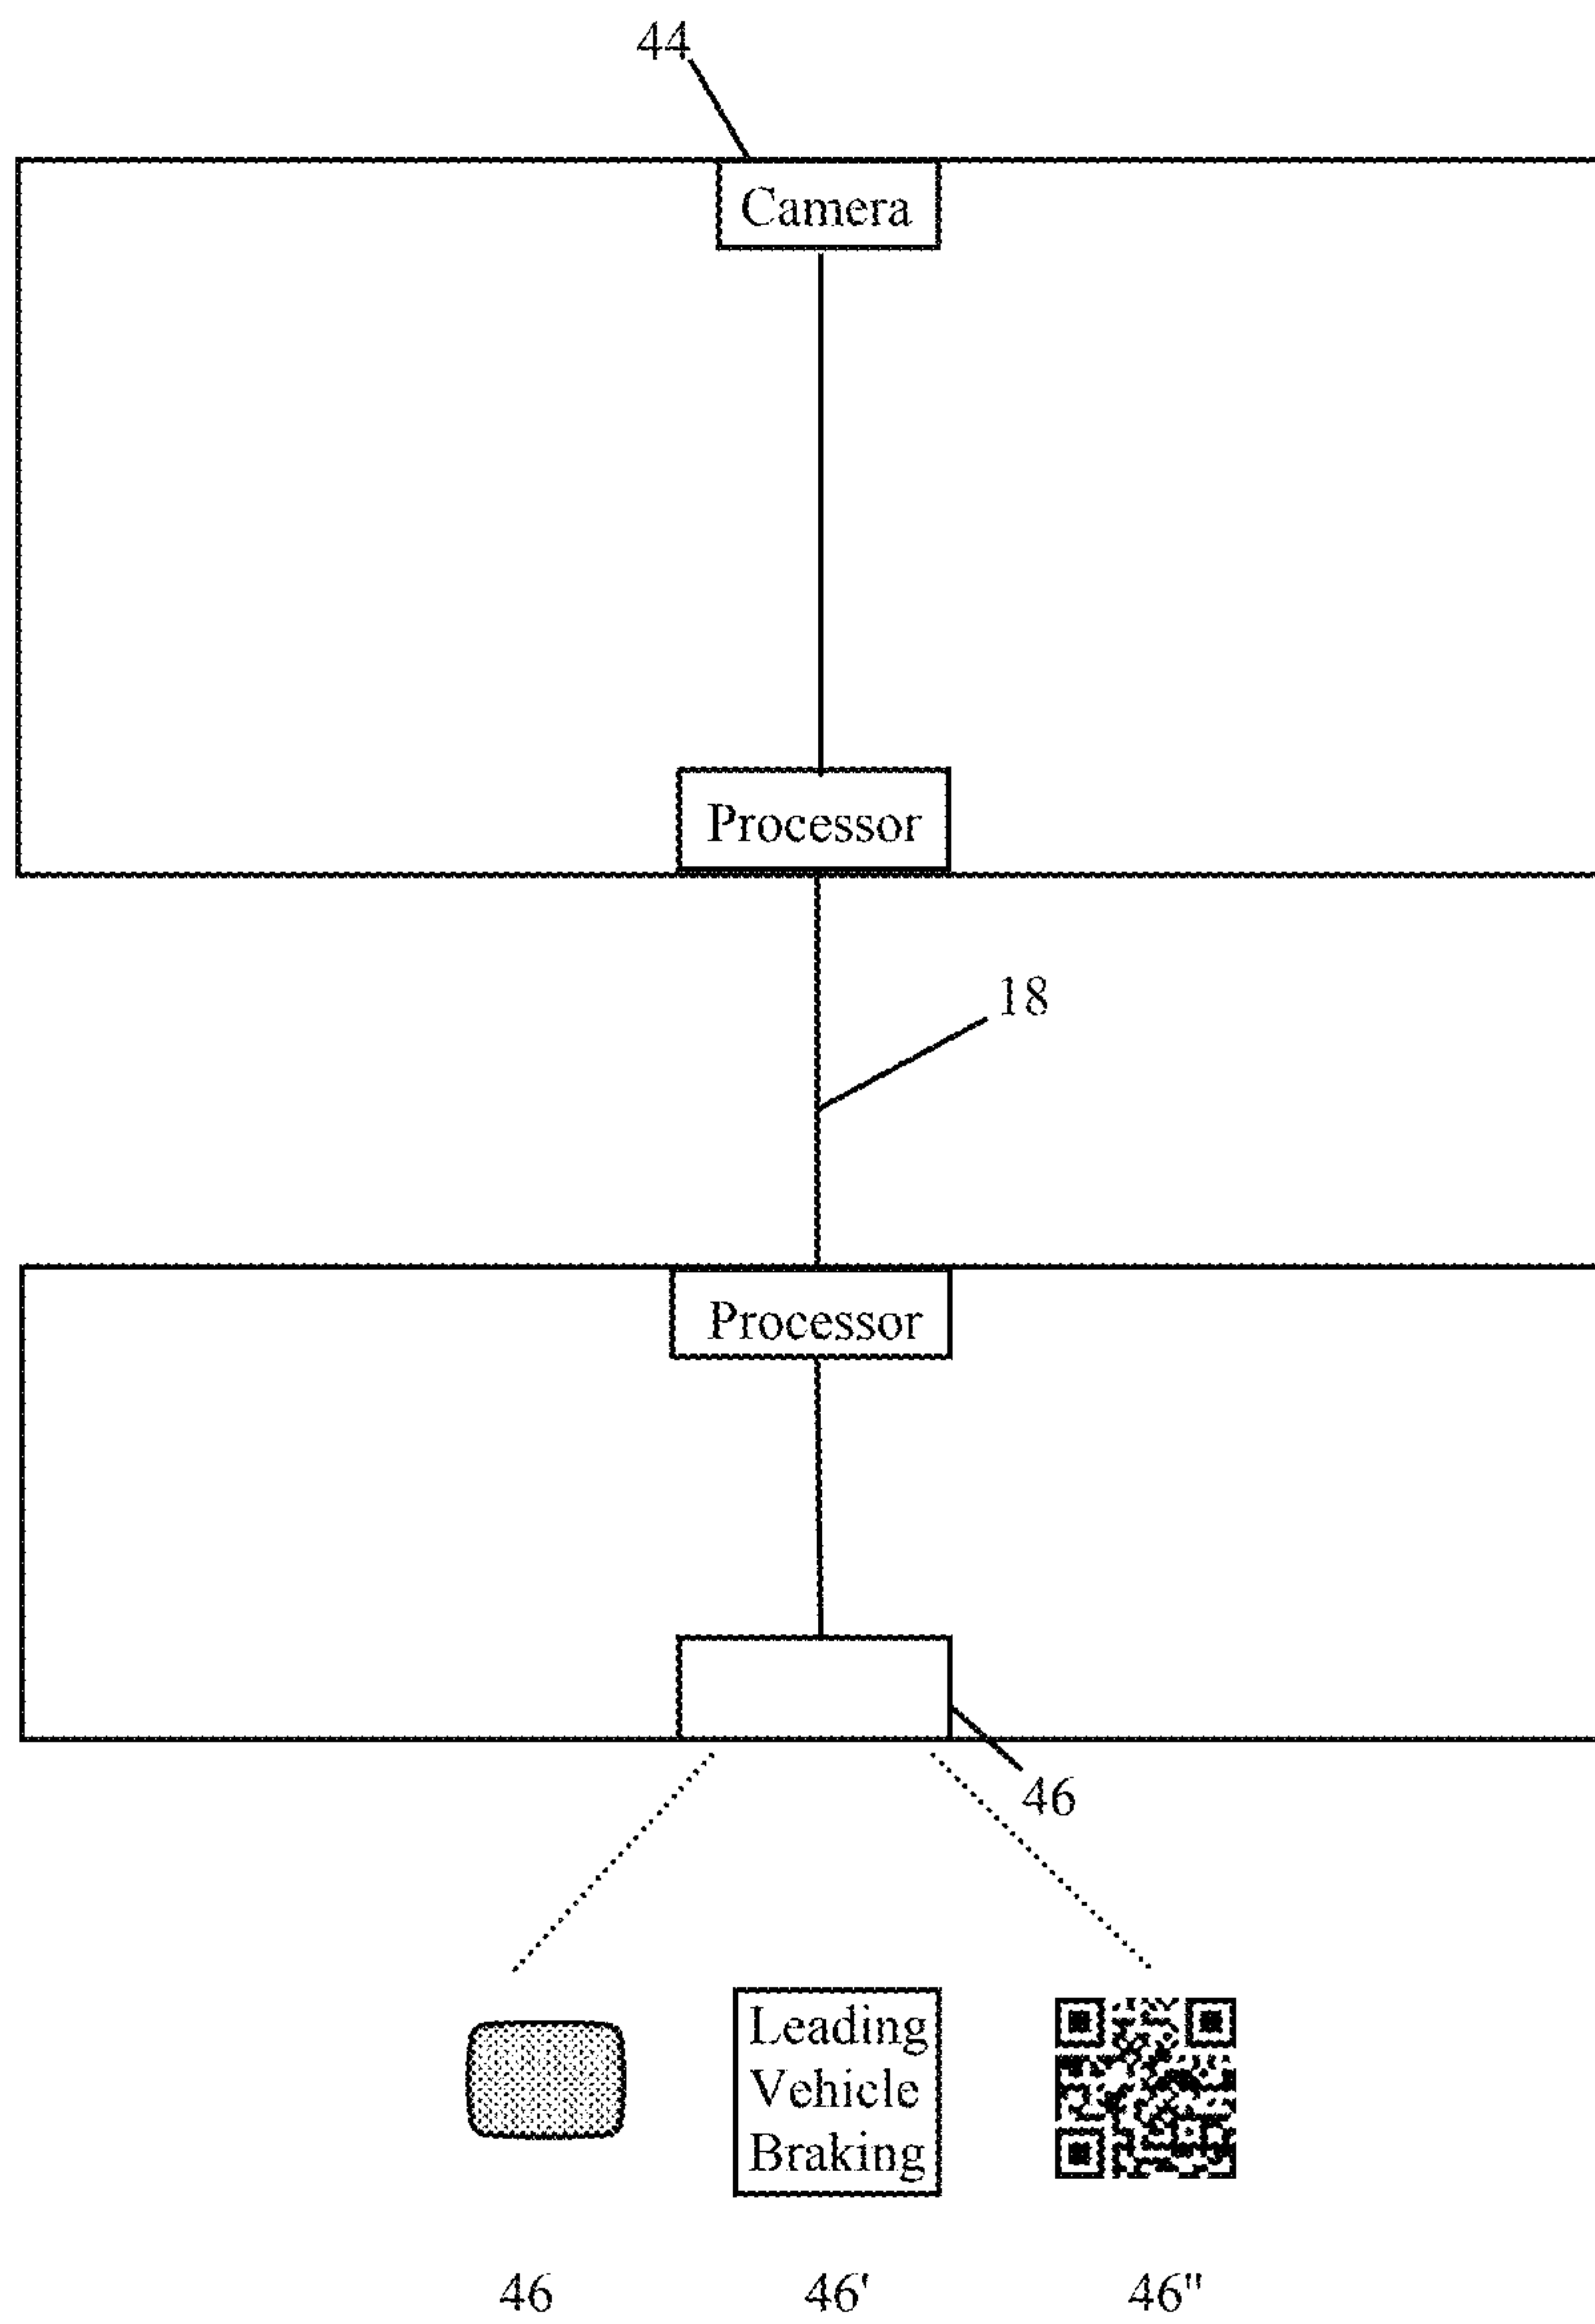 44
Camera
Processor
18
Processor
46
Leading
Vehicle
Braking
46 46' 46"